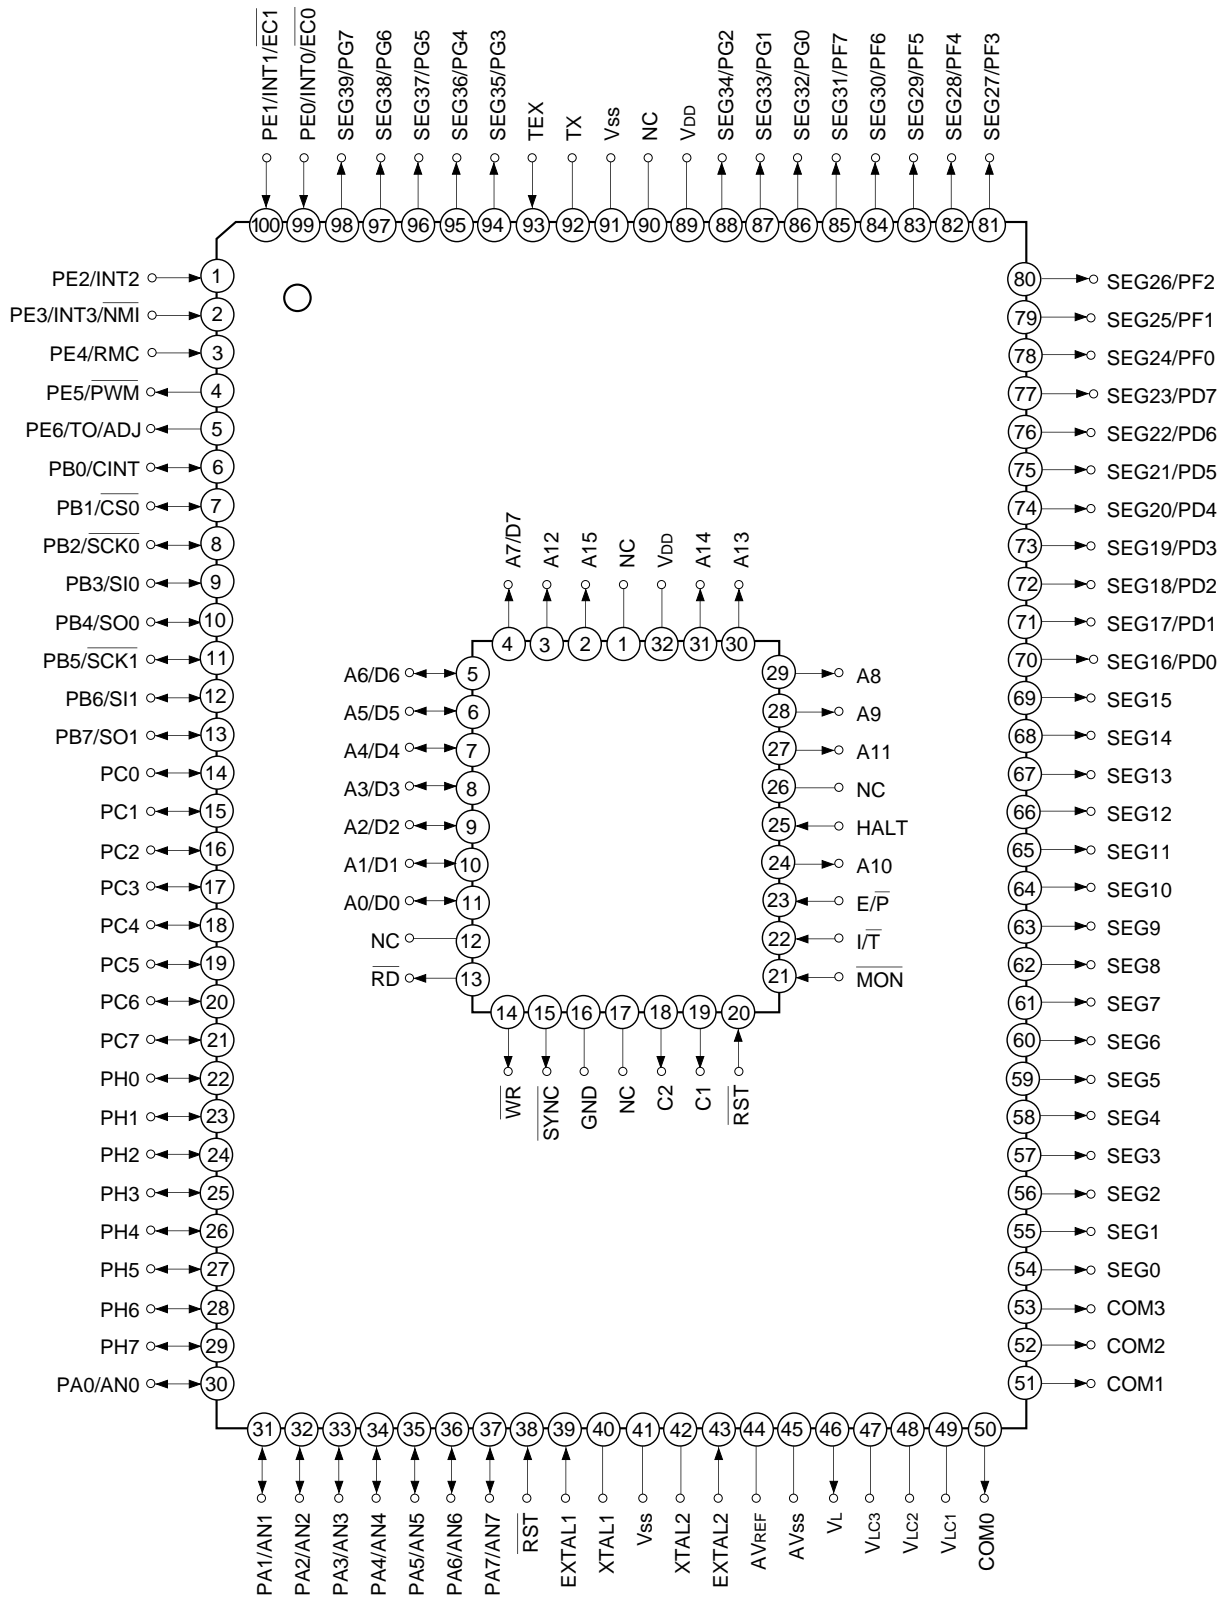 PE1/INT1/EC1
PE0/INT0/EC0
SEG39/PG7
SEG38/PG6
SEG37/PG5
SEG36/PG4
SEG35/PG3
TEX
TX
Vss
NC
VDD
SEG34/PG2
SEG33/PG1
SEG32/PG0
SEG31/PF7
SEG30/PF6
SEG29/PF5
SEG28/PF4
SEG27/PF3
100 99 98 97 96 95 94 93 92 91 90 89 88 87 86 85 84 83 82 81
PE2/INT2 1
PE3/INT3/NMI 2
PE4/RMC 3
PE5/PWM 4
PE6/TO/ADJ 5
PB0/CINT 6
PB1/CS0 7
PB2/SCK0 8
PB3/SI0 9
PB4/SO0 10
PB5/SCK1 11
PB6/SI1 12
PB7/SO1 13
PC0 14
PC1 15
PC2 16
PC3 17
PC4 18
PC5 19
PC6 20
PC7 21
PH0 22
PH1 23
PH2 24
PH3 25
PH4 26
PH5 27
PH6 28
PH7 29
PA0/AN0 30
A7/D7
A12
A15
NC
VDD
A14
A13
4 3 2 1 32 31 30
A6/D6 5
A5/D5 6
A4/D4 7
A3/D3 8
A2/D2 9
A1/D1 10
A0/D0 11
NC 12
RD 13
29 A8
28 A9
27 A11
26 NC
25 HALT
24 A10
23 E/P
22 I/T
21 MON
14 15 16 17 18 19 20
WR
SYNC
GND
NC
C2
C1
RST
80 SEG26/PF2
79 SEG25/PF1
78 SEG24/PF0
77 SEG23/PD7
76 SEG22/PD6
75 SEG21/PD5
74 SEG20/PD4
73 SEG19/PD3
72 SEG18/PD2
71 SEG17/PD1
70 SEG16/PD0
69 SEG15
68 SEG14
67 SEG13
66 SEG12
65 SEG11
64 SEG10
63 SEG9
62 SEG8
61 SEG7
60 SEG6
59 SEG5
58 SEG4
57 SEG3
56 SEG2
55 SEG1
54 SEG0
53 COM3
52 COM2
51 COM1
31 32 33 34 35 36 37 38 39 40 41 42 43 44 45 46 47 48 49 50
PA1/AN1
PA2/AN2
PA3/AN3
PA4/AN4
PA5/AN5
PA6/AN6
PA7/AN7
RST
EXTAL1
XTAL1
Vss
XTAL2
EXTAL2
AVREF
AVss
VL
VLC3
VLC2
VLC1
COM0